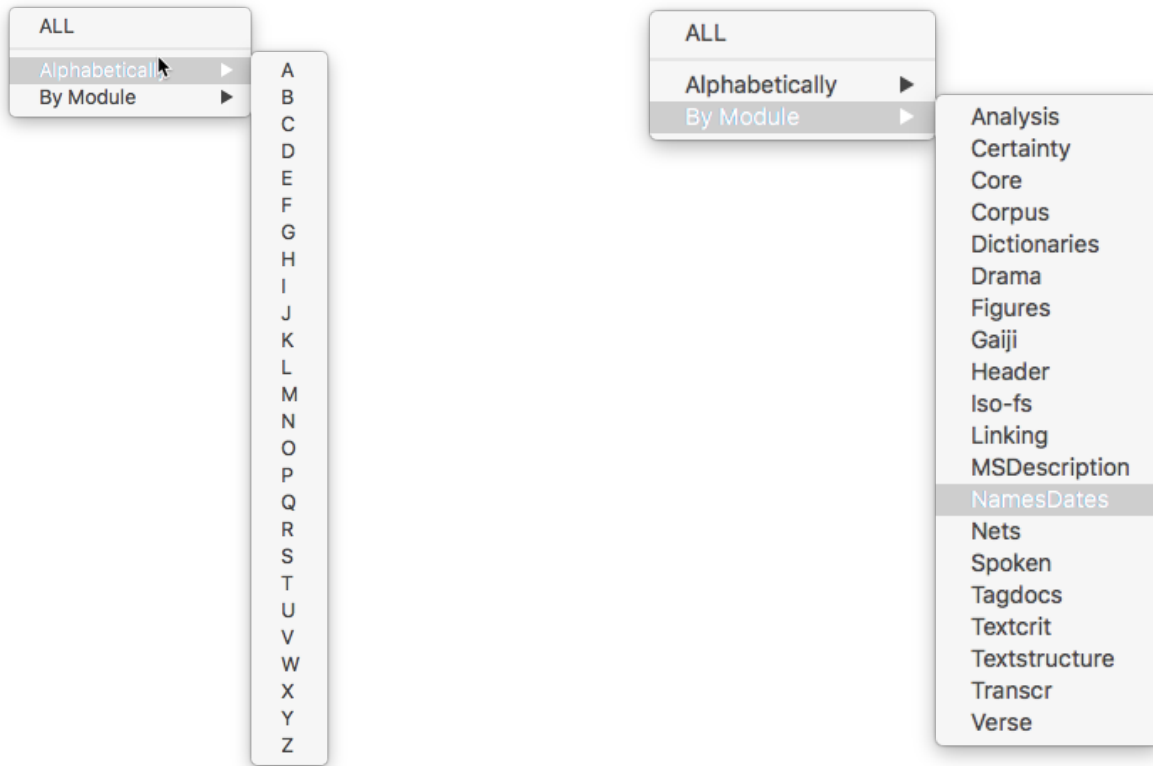 ALL
Alphabetically
By Module
A
B
C
D
E
F
G
H
I
J
K
L
M
N
O
P
Q
R
S
T
U
V
W
X
Y
Z
ALL
Alphabetically
By Module
Analysis
Certainty
Core
Corpus
Dictionaries
Drama
Figures
Gaiji
Header
Iso-fs
Linking
MSDescription
NamesDates
Nets
Spoken
Tagdocs
Textcrit
Textstructure
Transcr
Verse